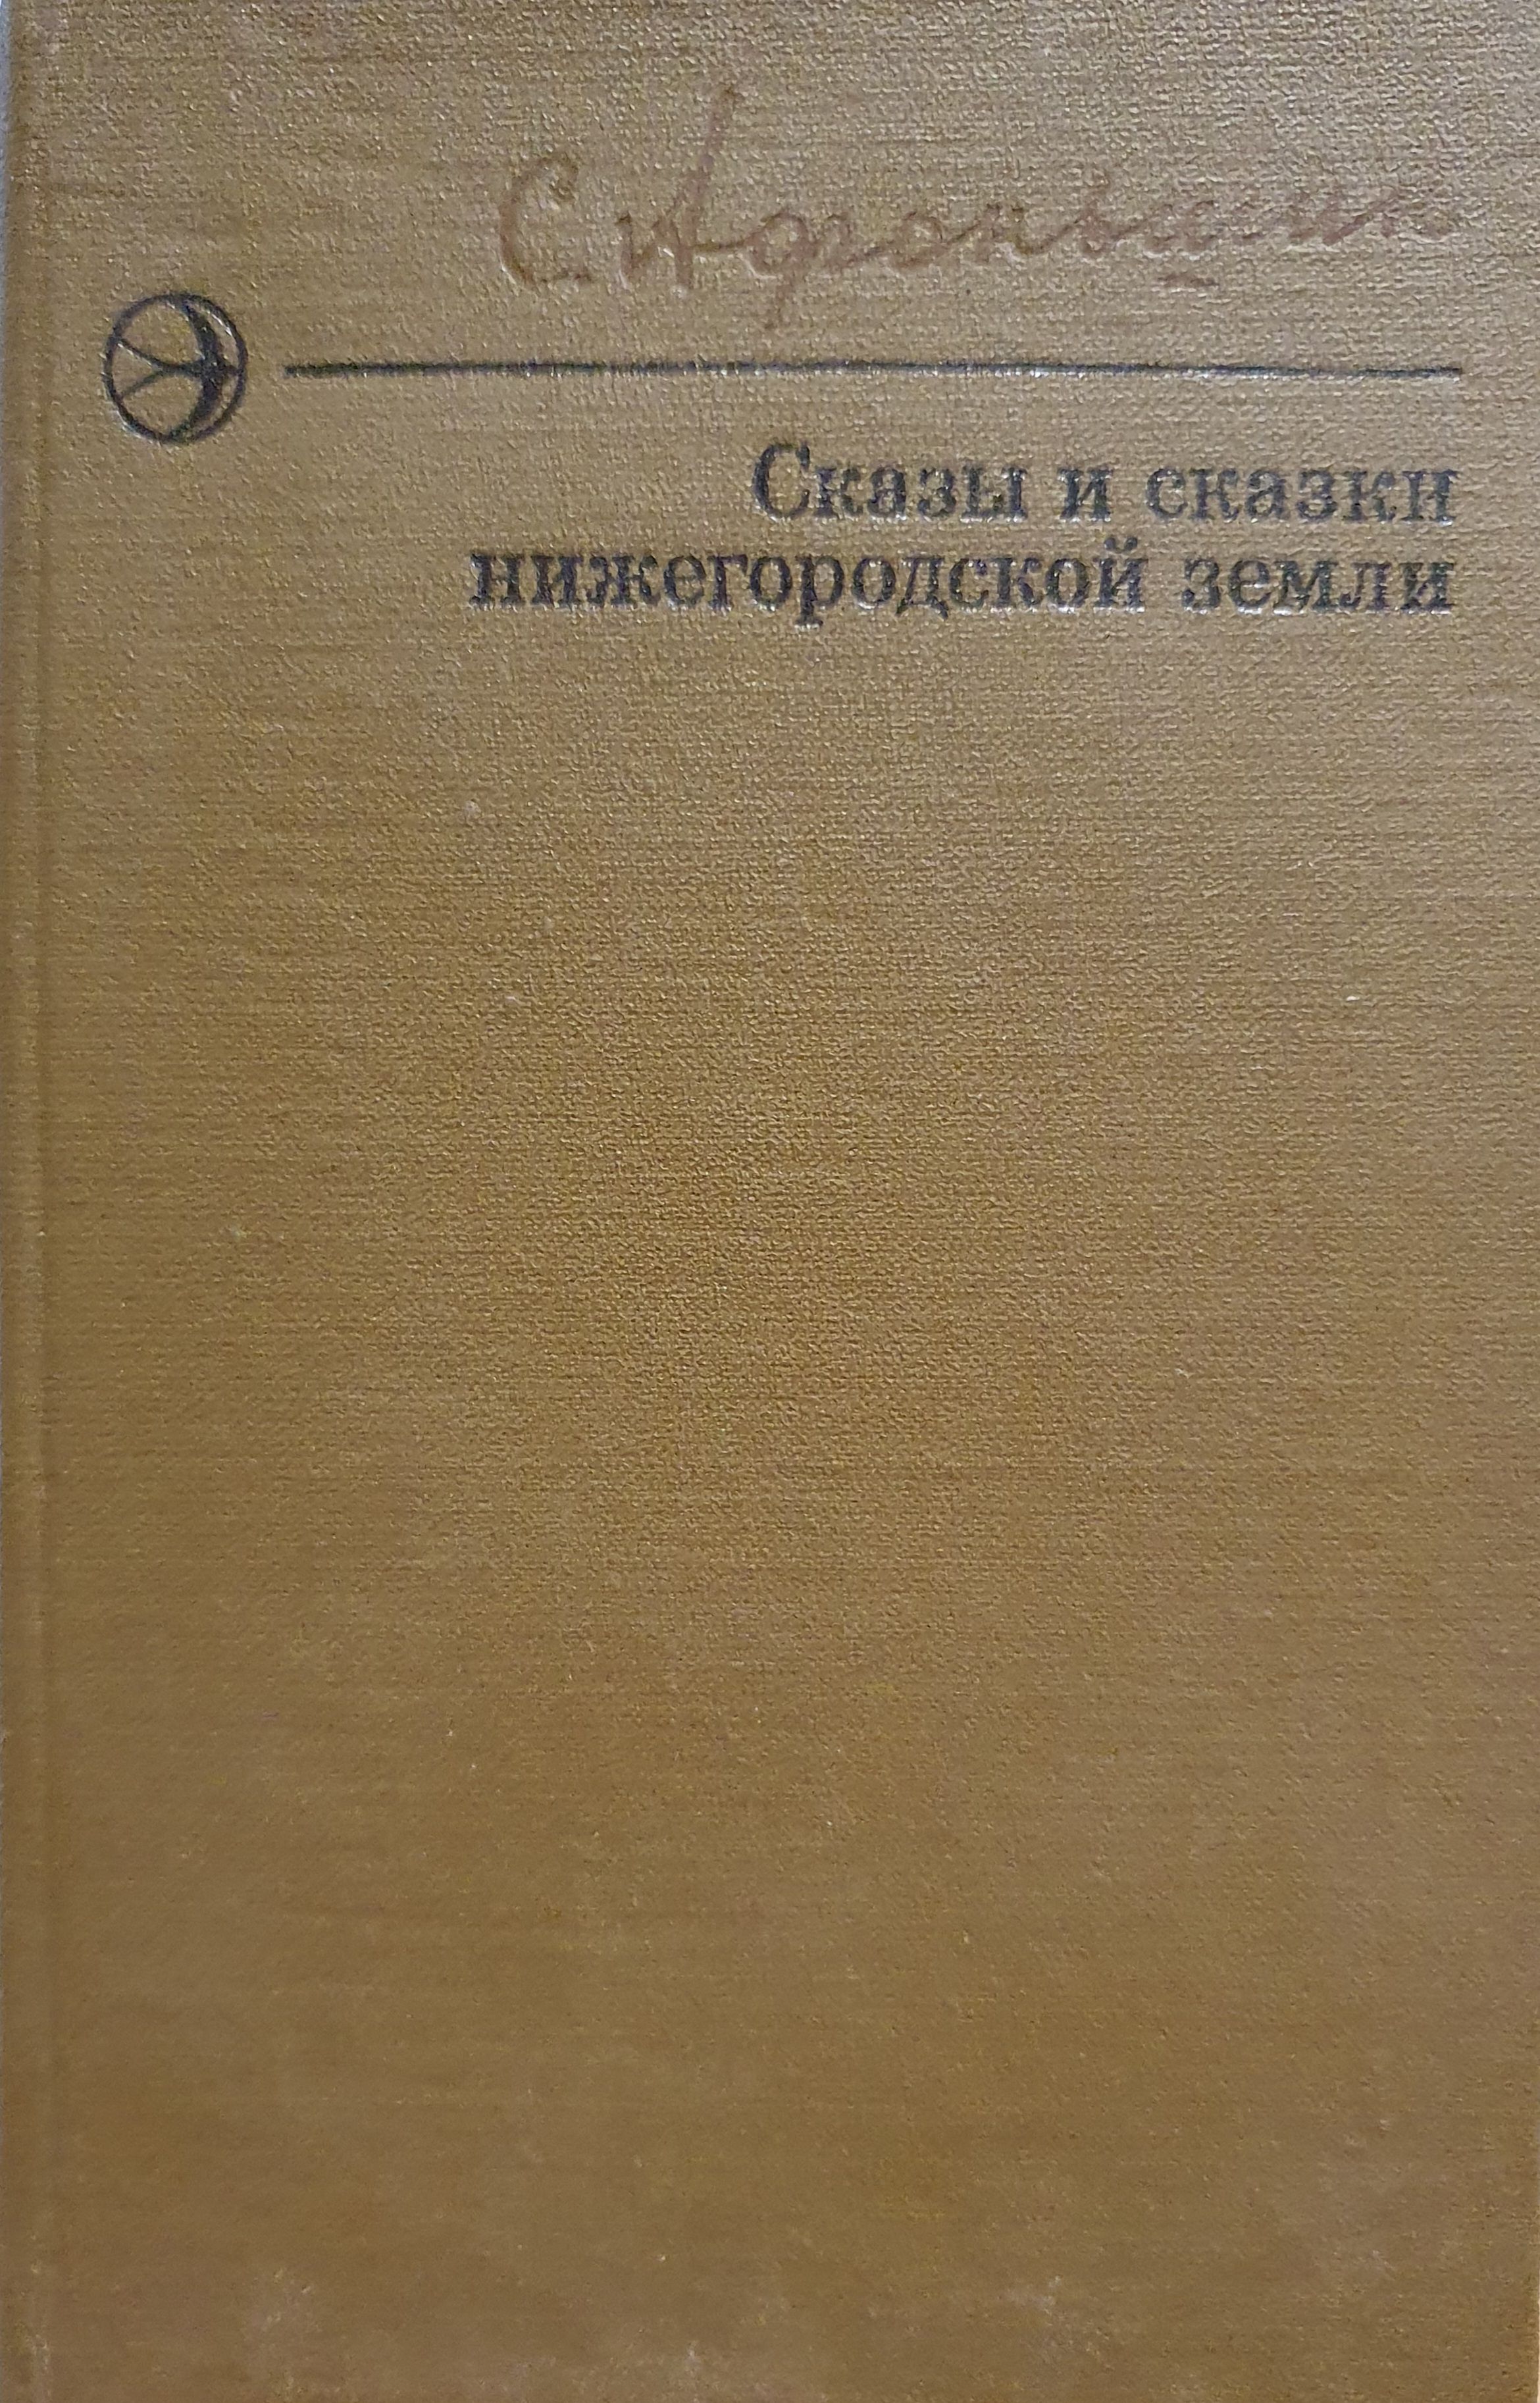 С. Афоньшин
Сказы и сказки
нижегородской земли